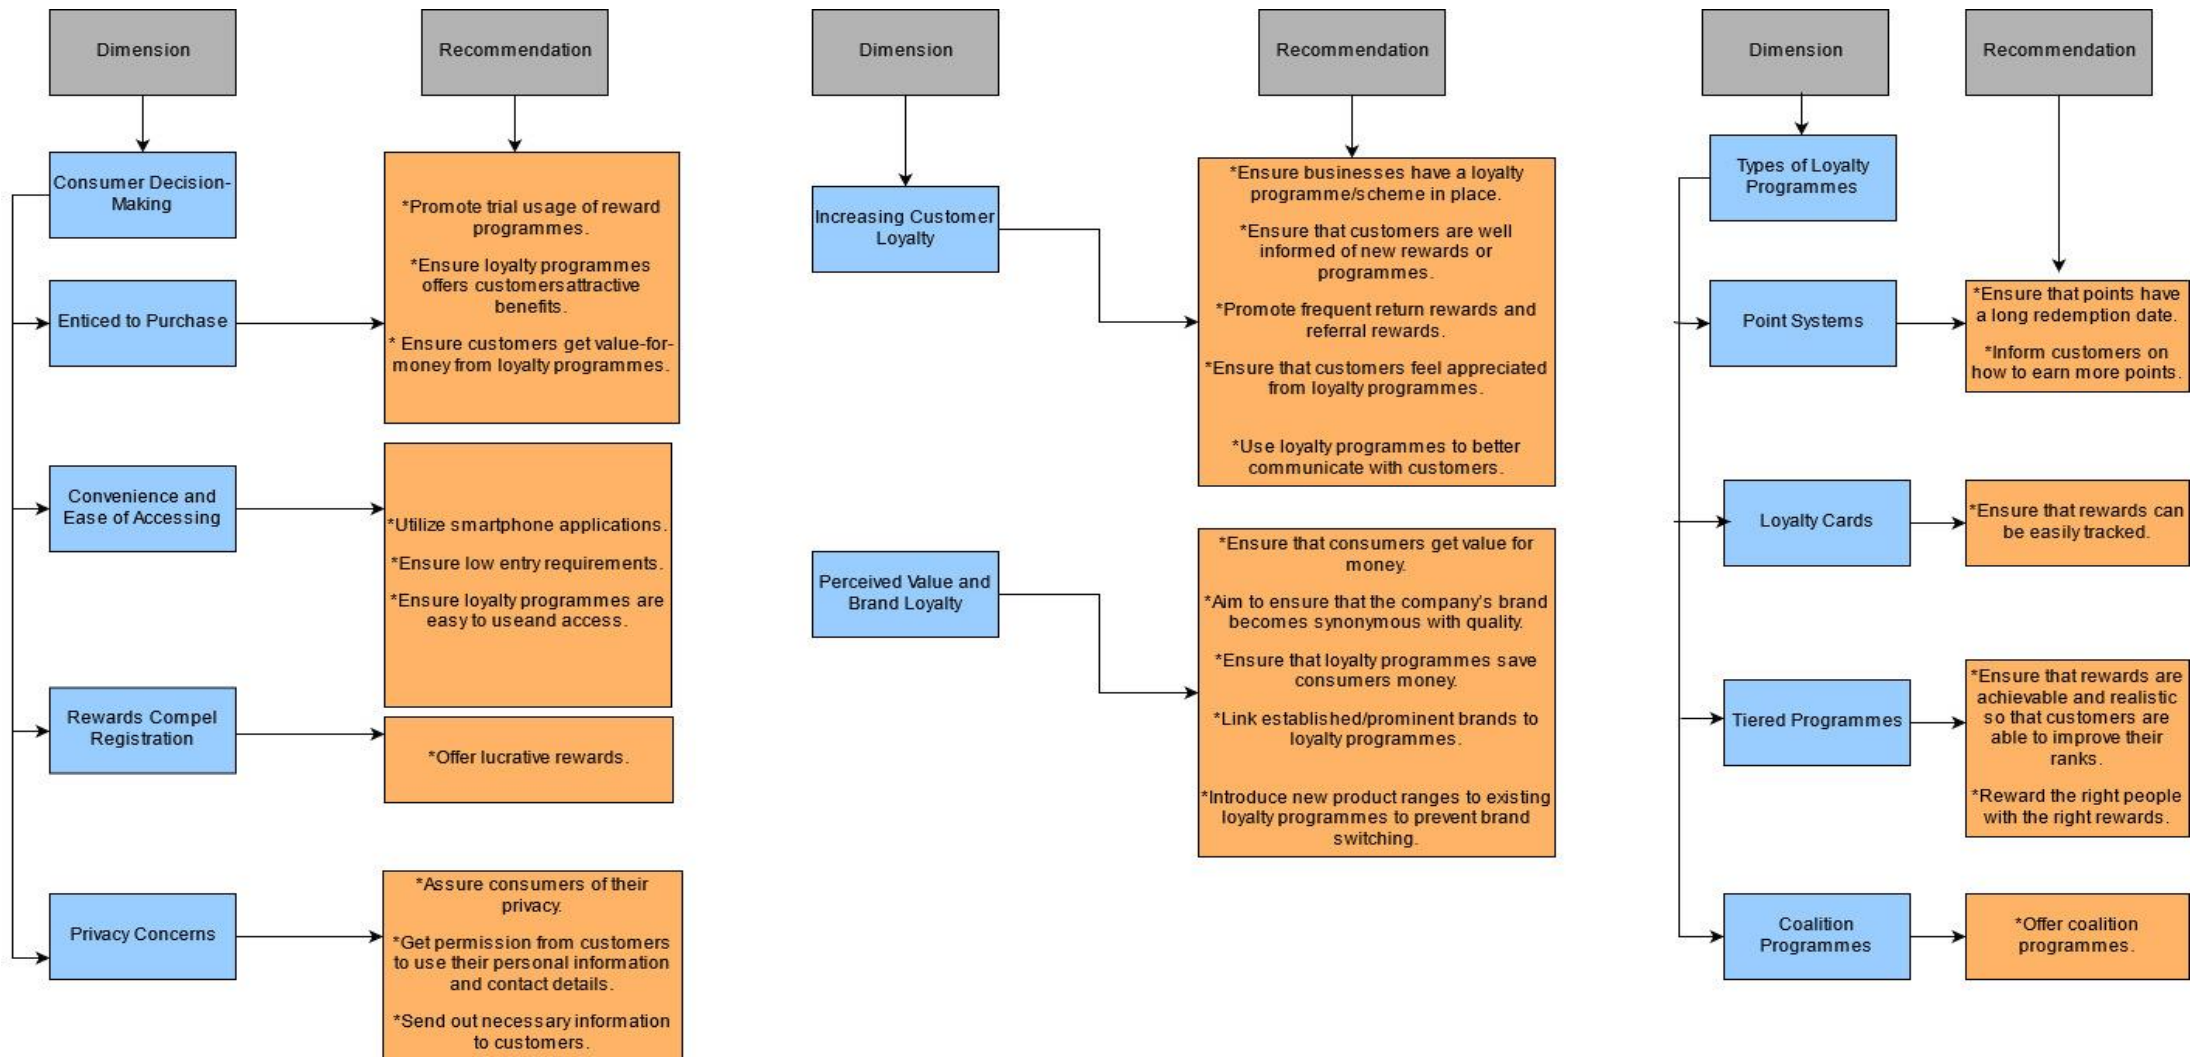 Dimension
Recommendation
Consumer Decision-
Making
Enticed to Purchase
*Promote trial usage of reward
programmes.
*Ensure loyalty programmes
offers customersattractive
benefits.
* Ensure customers get value-for-
money from loyalty programmes.
Convenience and
Ease of Accessing
*Utilize smartphone applications.
*Ensure low entry requirements.
*Ensure loyalty programmes are
easy to useand access.
Rewards Compel
Registration
*Offer lucrative rewards.
Privacy Concerns
*Assure consumers of their
privacy.
*Get permission from customers
to use their personal information
and contact details.
*Send out necessary information
to customers.
Dimension
Recommendation
Increasing Customer
Loyalty
*Ensure businesses have a loyalty
programme/scheme in place.
*Ensure that customers are well
informed of new rewards or
programmes.
*Promote frequent return rewards and
referral rewards.
*Ensure that customers feel appreciated
from loyalty programmes.
*Use loyalty programmes to better
communicate with customers.
Perceived Value and
Brand Loyalty
*Ensure that consumers get value for
money.
*Aim to ensure that the company's brand
becomes synonymous with quality.
*Ensure that loyalty programmes save
consumers money.
*Link established/prominent brands to
loyalty programmes.
*Introduce new product ranges to existing
loyalty programmes to prevent brand
switching.
Dimension
Recommendation
Types of Loyalty
Programmes
Point Systems
*Ensure that points have
a long redemption date.
*Inform customers on
how to earn more points.
Loyalty Cards
*Ensure that rewards can
be easily tracked.
Tiered Programmes
*Ensure that rewards are
achievable and realistic
so that customers are
able to improve their
ranks.
*Reward the right people
with the right rewards.
Coalition
Programmes
*Offer coalition
programmes.